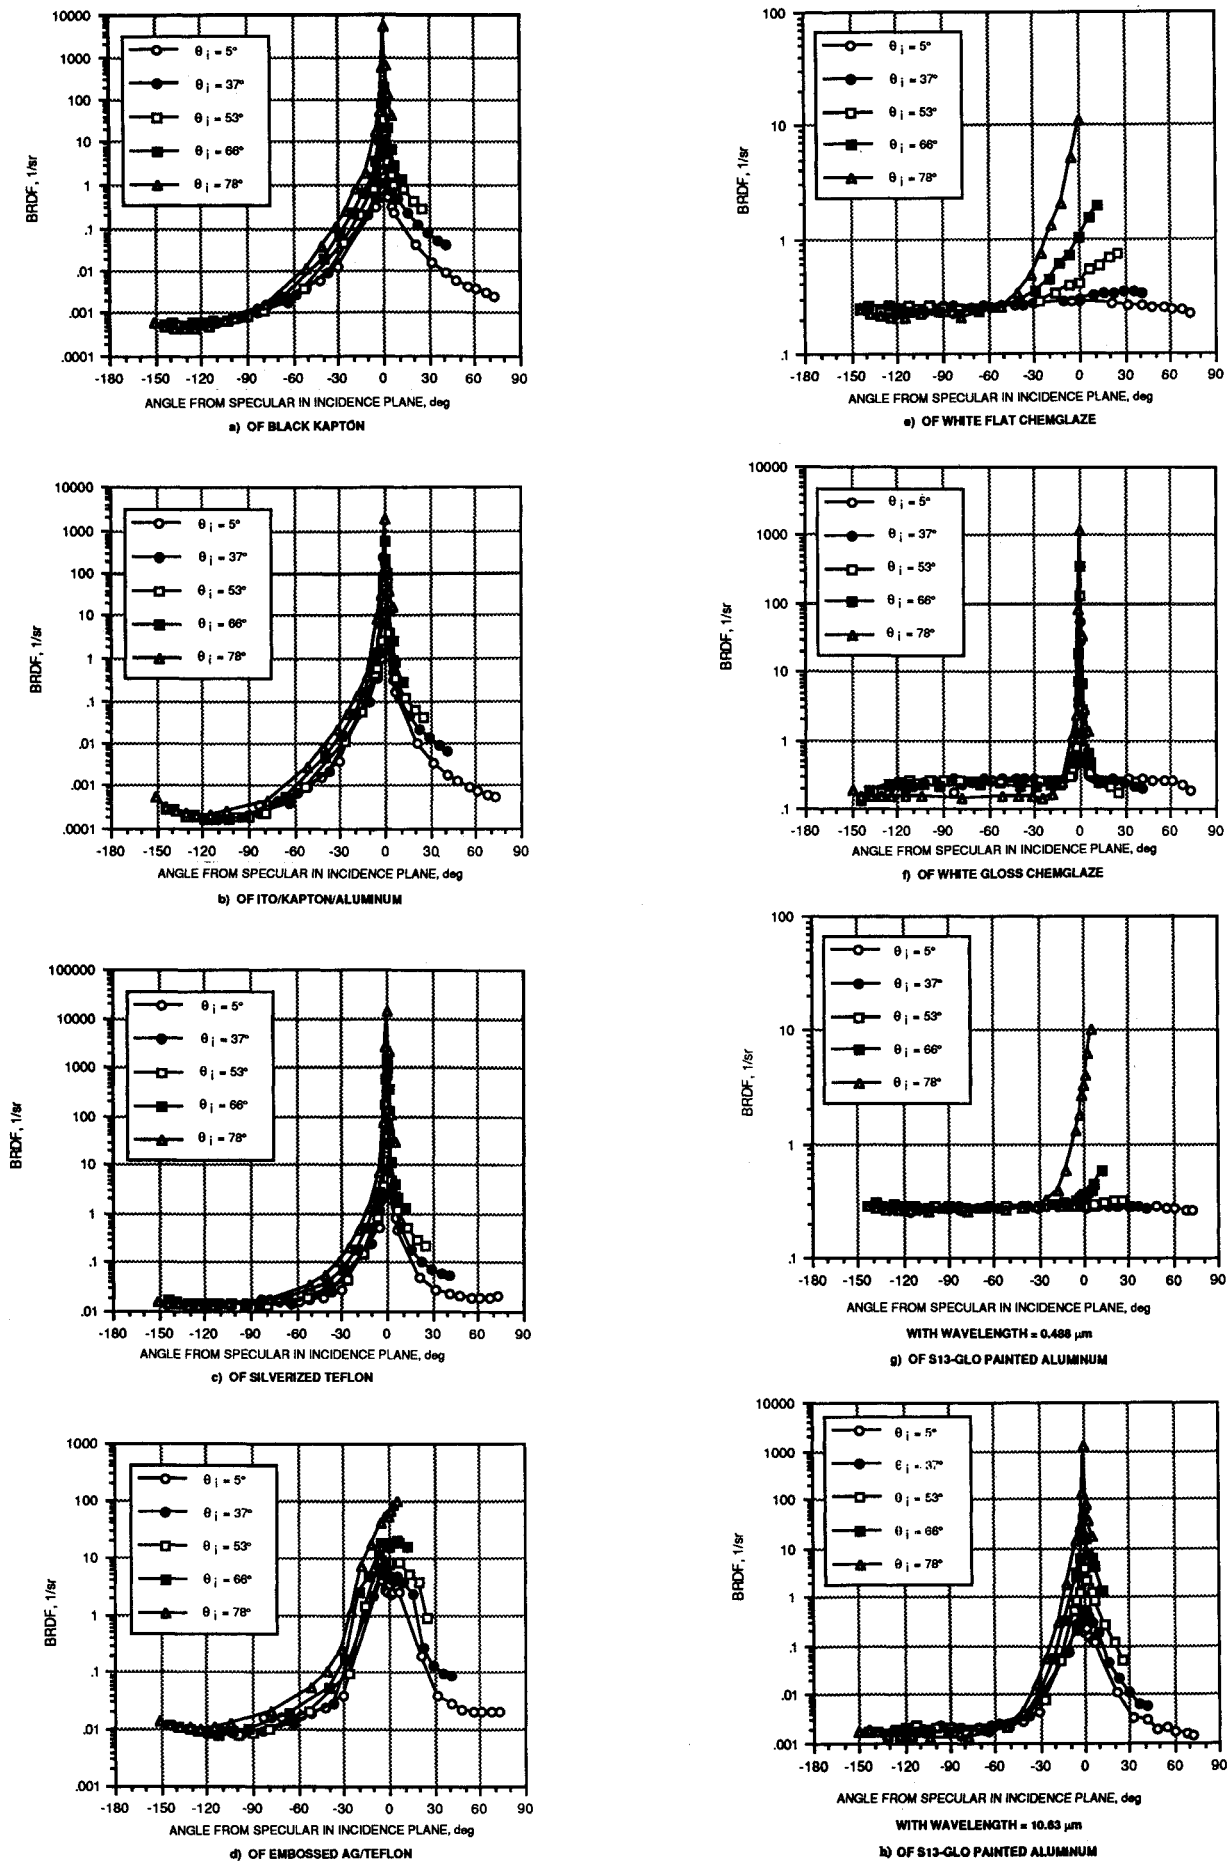 10000
1000
100
10
1
.1
.01
.001
.0001
BRDF, 1/sr
θ i = 5°
θ i = 37°
θ i = 53°
θ i = 66°
θ i = 78°
-180 -150 -120 -90 -60 -30 0 30 60 90
ANGLE FROM SPECULAR IN INCIDENCE PLANE, deg
a) OF BLACK KAPTON
10000
1000
100
10
1
.1
.01
.001
.0001
BRDF, 1/sr
θ i = 5°
θ i = 37°
θ i = 53°
θ i = 66°
θ i = 78°
-180 -150 -120 -90 -60 -30 0 30 60 90
ANGLE FROM SPECULAR IN INCIDENCE PLANE, deg
b) OF ITO/KAPTON/ALUMINUM
100000
10000
1000
100
10
1
.1
.01
BRDF, 1/sr
θ i = 5°
θ i = 37°
θ i = 53°
θ i = 66°
θ i = 78°
-180 -150 -120 -90 -60 -30 0 30 60 90
ANGLE FROM SPECULAR IN INCIDENCE PLANE, deg
c) OF SILVERIZED TEFLON
1000
100
10
1
.1
.01
.001
BRDF, 1/sr
θ i = 5°
θ i = 37°
θ i = 53°
θ i = 66°
θ i = 78°
-180 -150 -120 -90 -60 -30 0 30 60 90
ANGLE FROM SPECULAR IN INCIDENCE PLANE, deg
d) OF EMBOSSED AG/TEFLON
100
10
1
.1
BRDF, 1/sr
θ i = 5°
θ i = 37°
θ i = 53°
θ i = 66°
θ i = 78°
-180 -150 -120 -90 -60 -30 0 30 60 90
ANGLE FROM SPECULAR IN INCIDENCE PLANE, deg
e) OF WHITE FLAT CHEMGLAZE
10000
1000
100
10
1
.1
BRDF, 1/sr
θ i = 5°
θ i = 37°
θ i = 53°
θ i = 66°
θ i = 78°
-180 -150 -120 -90 -60 -30 0 30 60 90
ANGLE FROM SPECULAR IN INCIDENCE PLANE, deg
f) OF WHITE GLOSS CHEMGLAZE
100
10
1
.1
BRDF, 1/sr
θ i = 5°
θ i = 37°
θ i = 53°
θ i = 66°
θ i = 78°
-180 -150 -120 -90 -60 -30 0 30 60 90
ANGLE FROM SPECULAR IN INCIDENCE PLANE, deg
WITH WAVELENGTH = 0.488 μm
g) OF S13-GLO PAINTED ALUMINUM
10000
1000
100
10
1
.1
.01
.001
BRDF, 1/sr
θ i = 5°
θ i = 37°
θ i = 53°
θ i = 66°
θ i = 78°
-180 -150 -120 -90 -60 -30 0 30 60 90
ANGLE FROM SPECULAR IN INCIDENCE PLANE, deg
WITH WAVELENGTH = 10.63 μm
h) OF S13-GLO PAINTED ALUMINUM